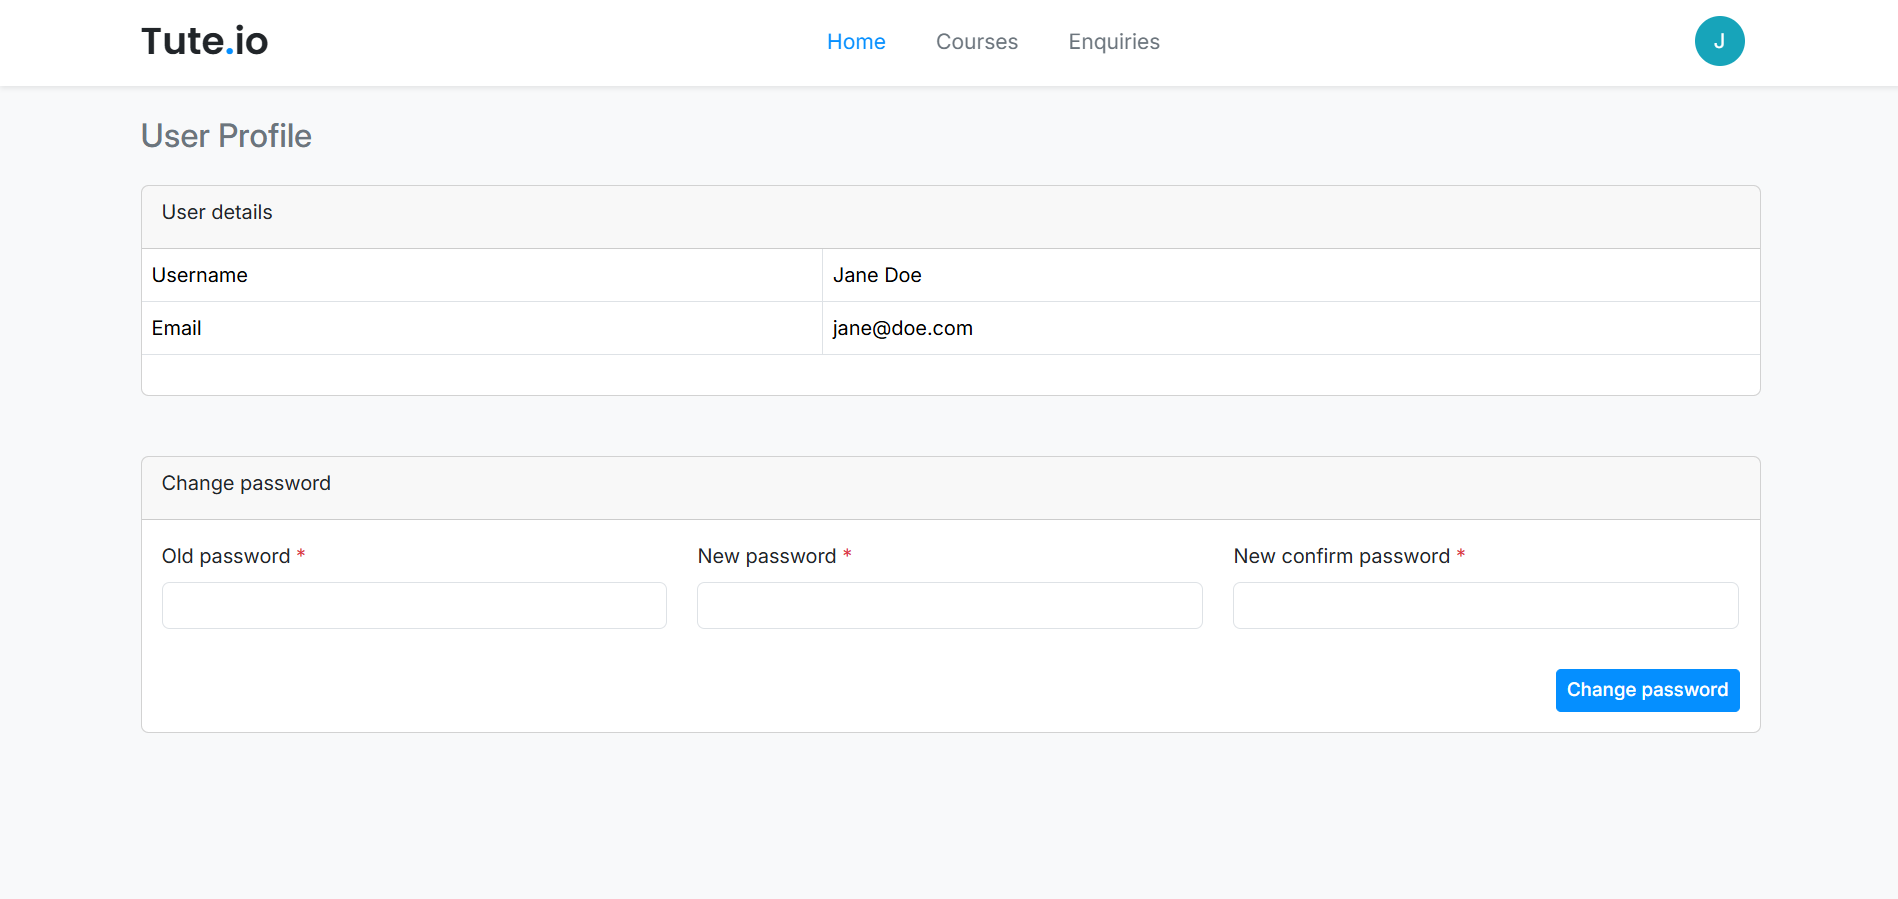 Tute.io
Home Courses Enquiries
J
User Profile
User details
Username Jane Doe
Email jane@doe.com
Change password
Old password * New password * New confirm password *
Change password